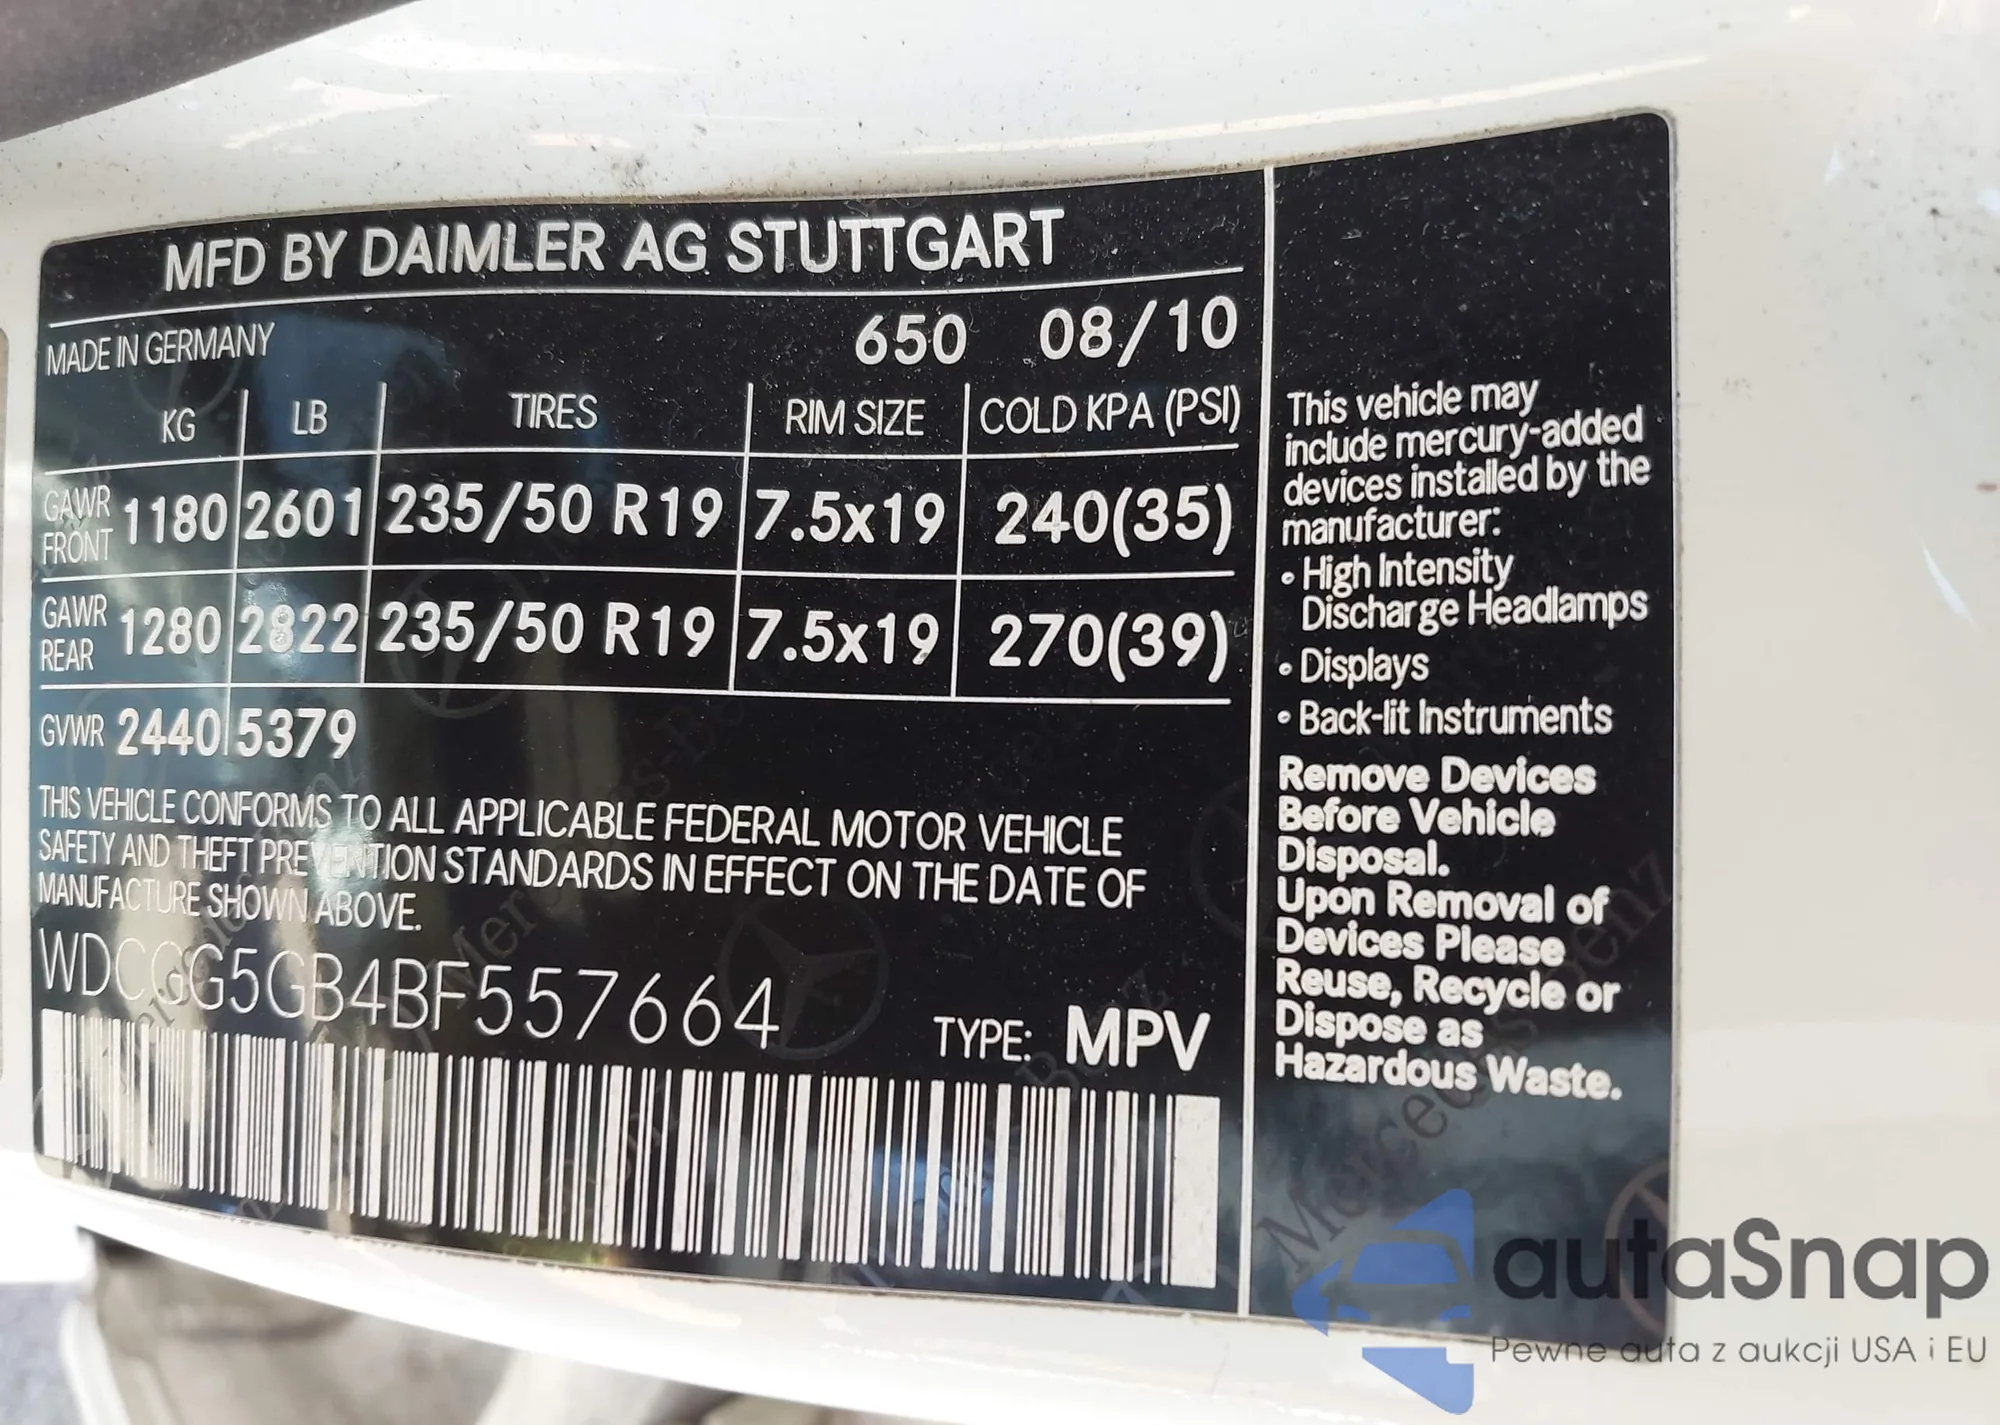 MFD BY DAIMLER AG STUTTGART
MADE IN GERMANY 650 08/10
KG LB TIRES RIM SIZE COLD KPA (PSI)
GAWR FRONT 1180 2601 235/50 R19 7.5x19 240(35)
GAWR REAR 1280 2822 235/50 R19 7.5x19 270(39)
GVWR 2440 5379
THIS VEHICLE CONFORMS TO ALL APPLICABLE FEDERAL MOTOR VEHICLE
SAFETY AND THEFT PREVENTION STANDARDS IN EFFECT ON THE DATE OF
MANUFACTURE SHOWN ABOVE.
WDCGG5GB4BF557664
TYPE: MPV
This vehicle may
include mercury-added
devices installed by the
manufacturer:
• High Intensity
Discharge Headlamps
• Displays
• Back-lit Instruments
Remove Devices
Before Vehicle
Disposal.
Upon Removal of
Devices Please
Reuse, Recycle or
Dispose as
Hazardous Waste.
autaSnap
Pewne auta z aukcji USA i EU